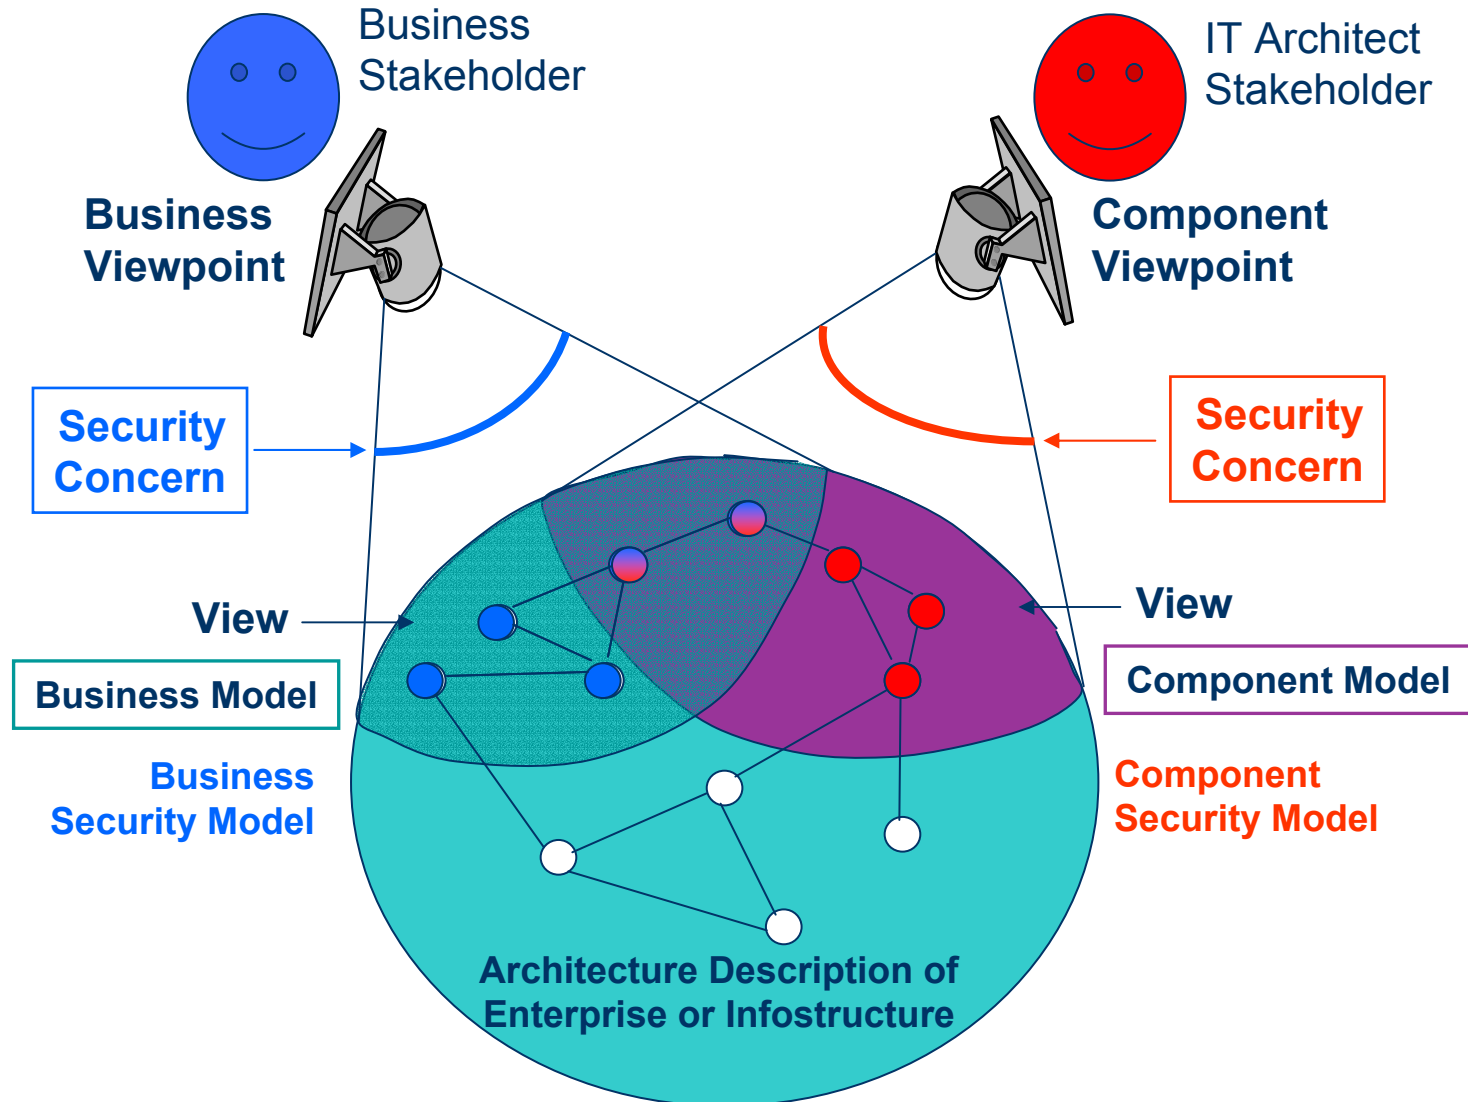 Business
Stakeholder
IT Architect
Stakeholder
Business
Viewpoint
Component
Viewpoint
Security
Concern
Security
Concern
View
View
Business Model
Component Model
Business
Security Model
Component
Security Model
Architecture Description of
Enterprise or Infostructure